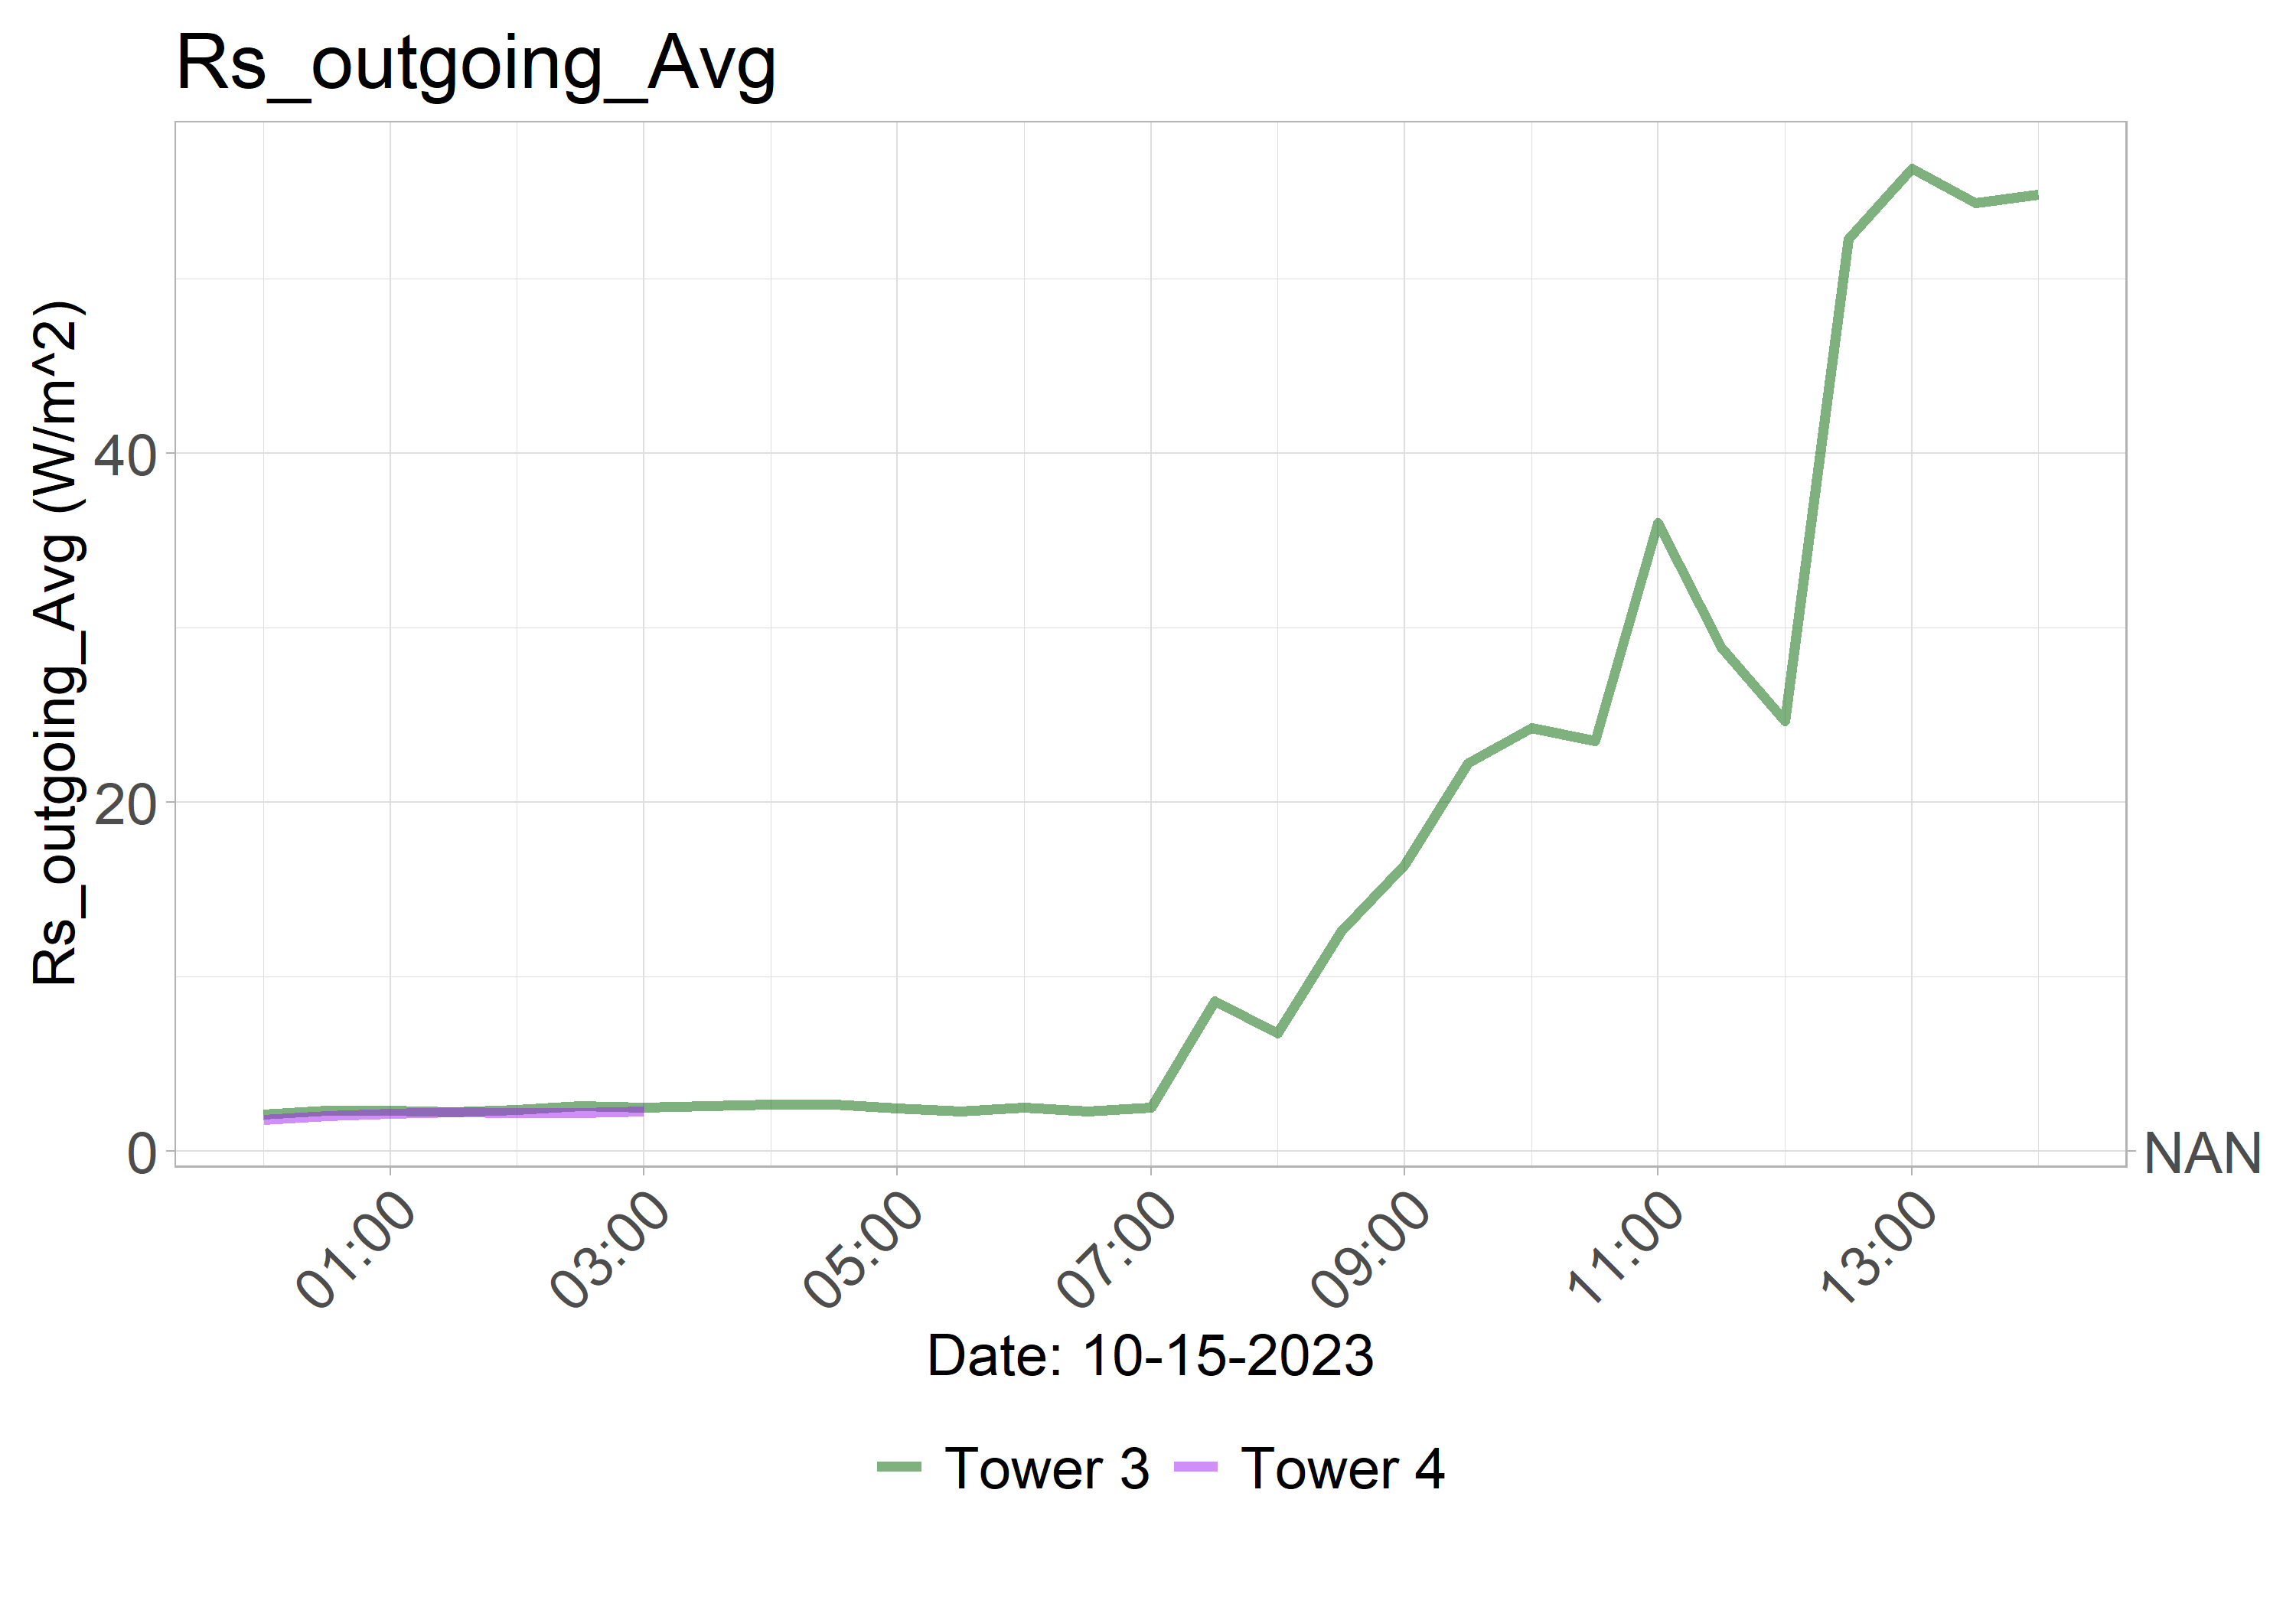 Rs_outgoing_Avg
Rs_outgoing_Avg (W/m^2)
40
20
0
NAN
01:00 03:00 05:00 07:00 09:00 11:00 13:00
Date: 10-15-2023
Tower 3 Tower 4